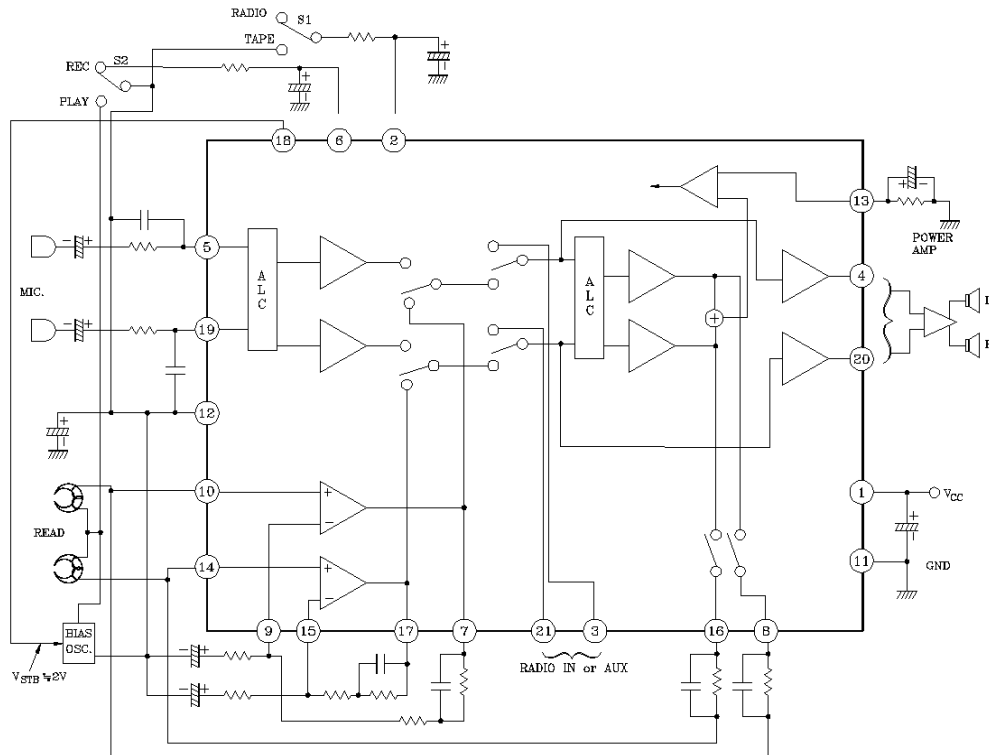 RADIO
S1
TAPE
REC
S2
PLAY
+
-
+
-
18
6
2
13
+ -
POWER
AMP
- +
5
MIC.
A
L
C
A
L
C
4
+
- +
19
20
12
+
-
10
+
-
READ
14
+
-
1
VCC
+
-
11
GND
BIAS
OSC.
VSTB ≒2V
9
15
17
7
21
3
16
8
RADIO IN or AUX
- +
- +